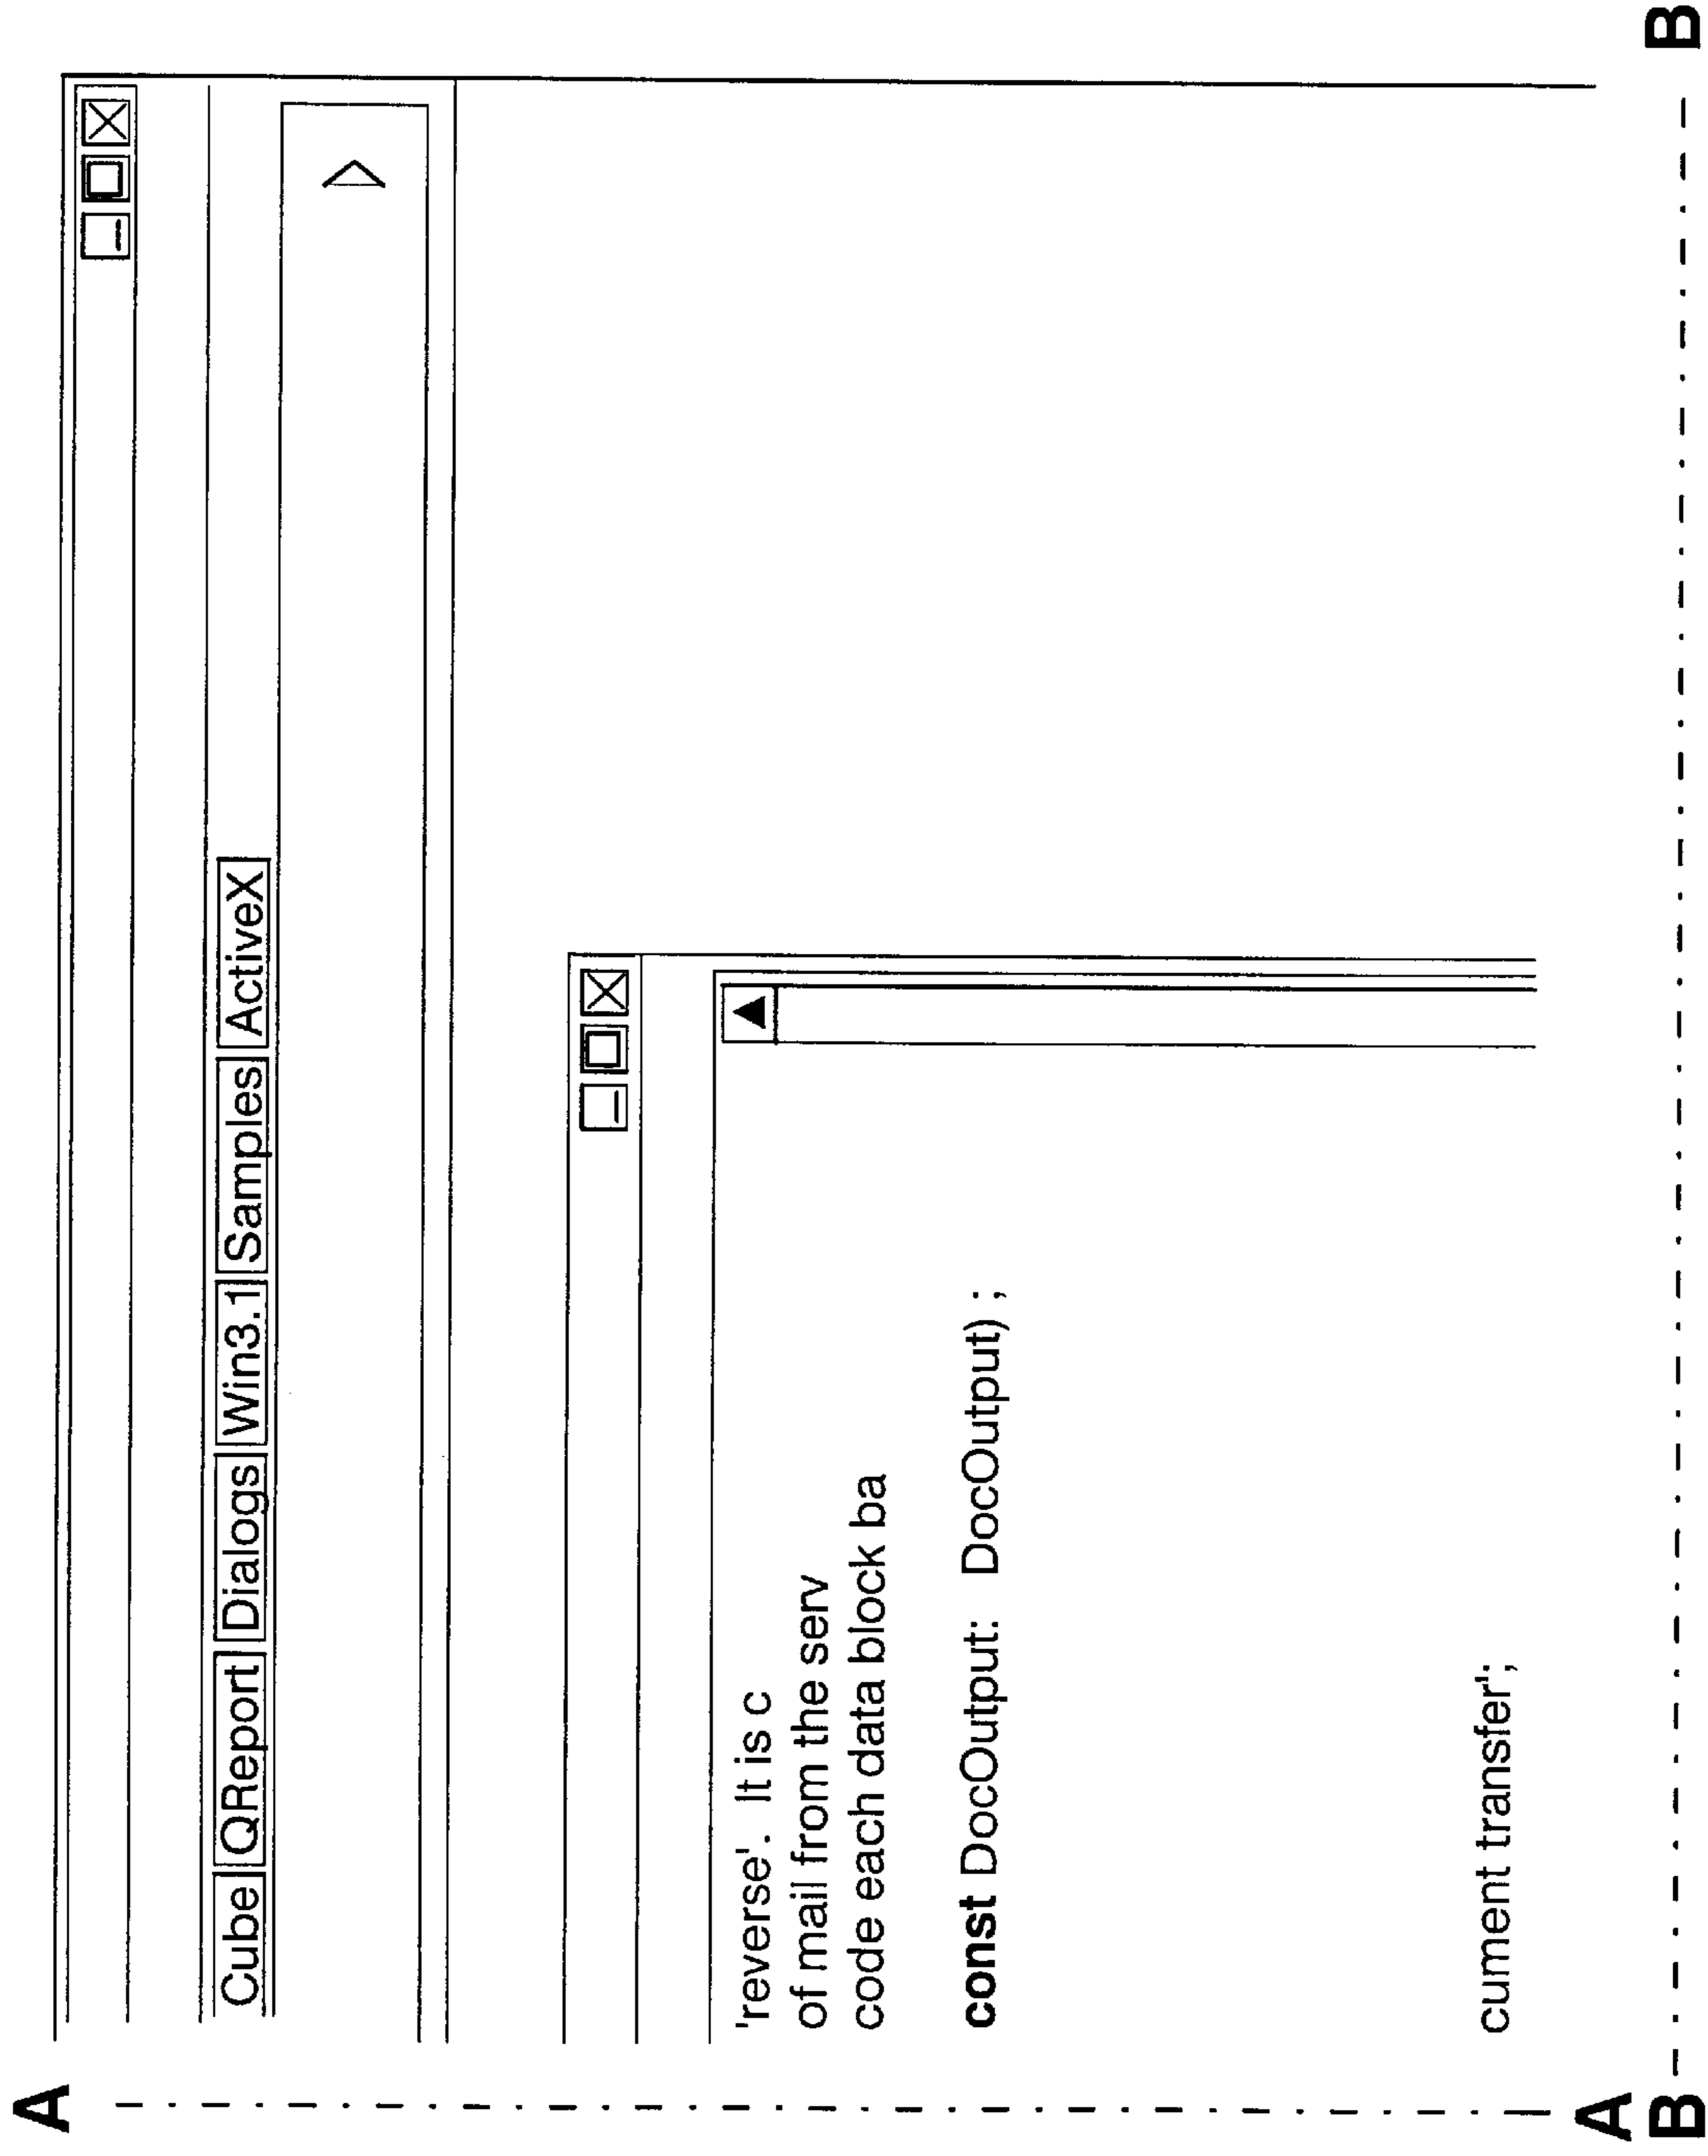 A
Cube QReport Dialogs Win3.1 Samples ActiveX
'reverse'. It is c
of mail from the serv
code each data block ba
const DocOutput: DocOutput) ;
cument transfer';
A
B B